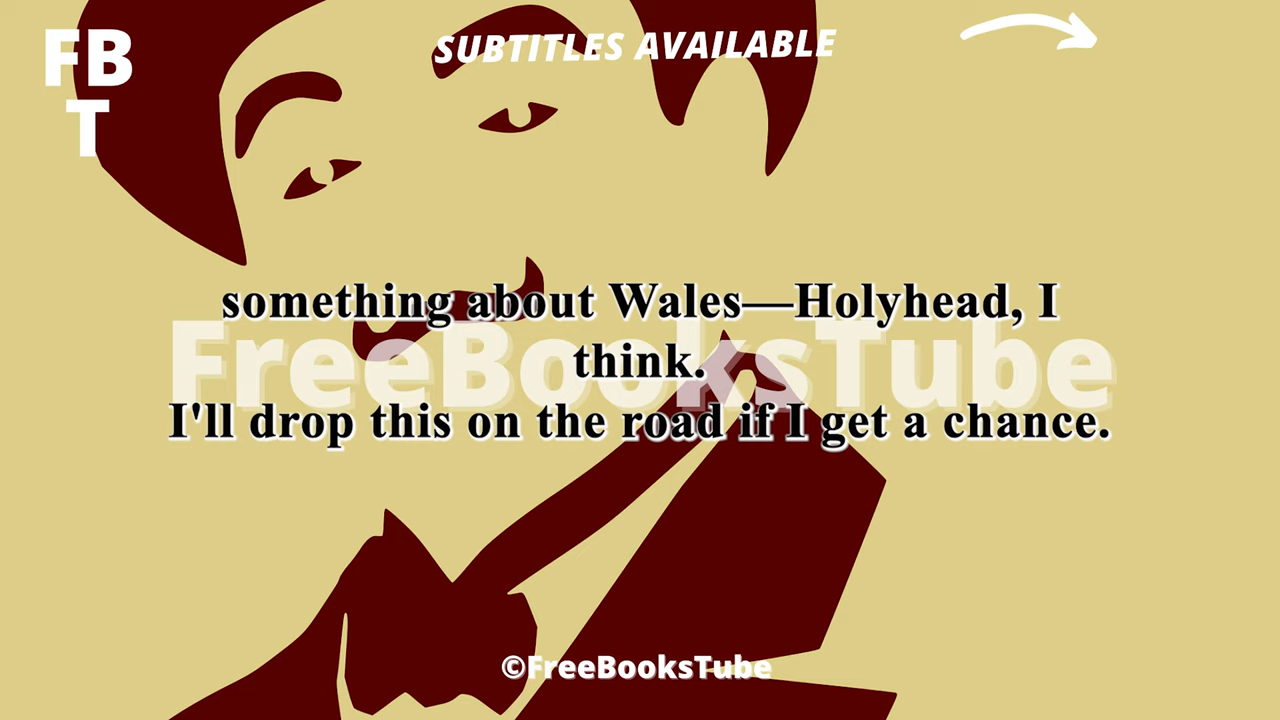 FB
T
SUBTITLES AVAILABLE
something about Wales—Holyhead, I
think.
FreeBooksTube
I'll drop this on the road if I get a chance.
©FreeBooksTube